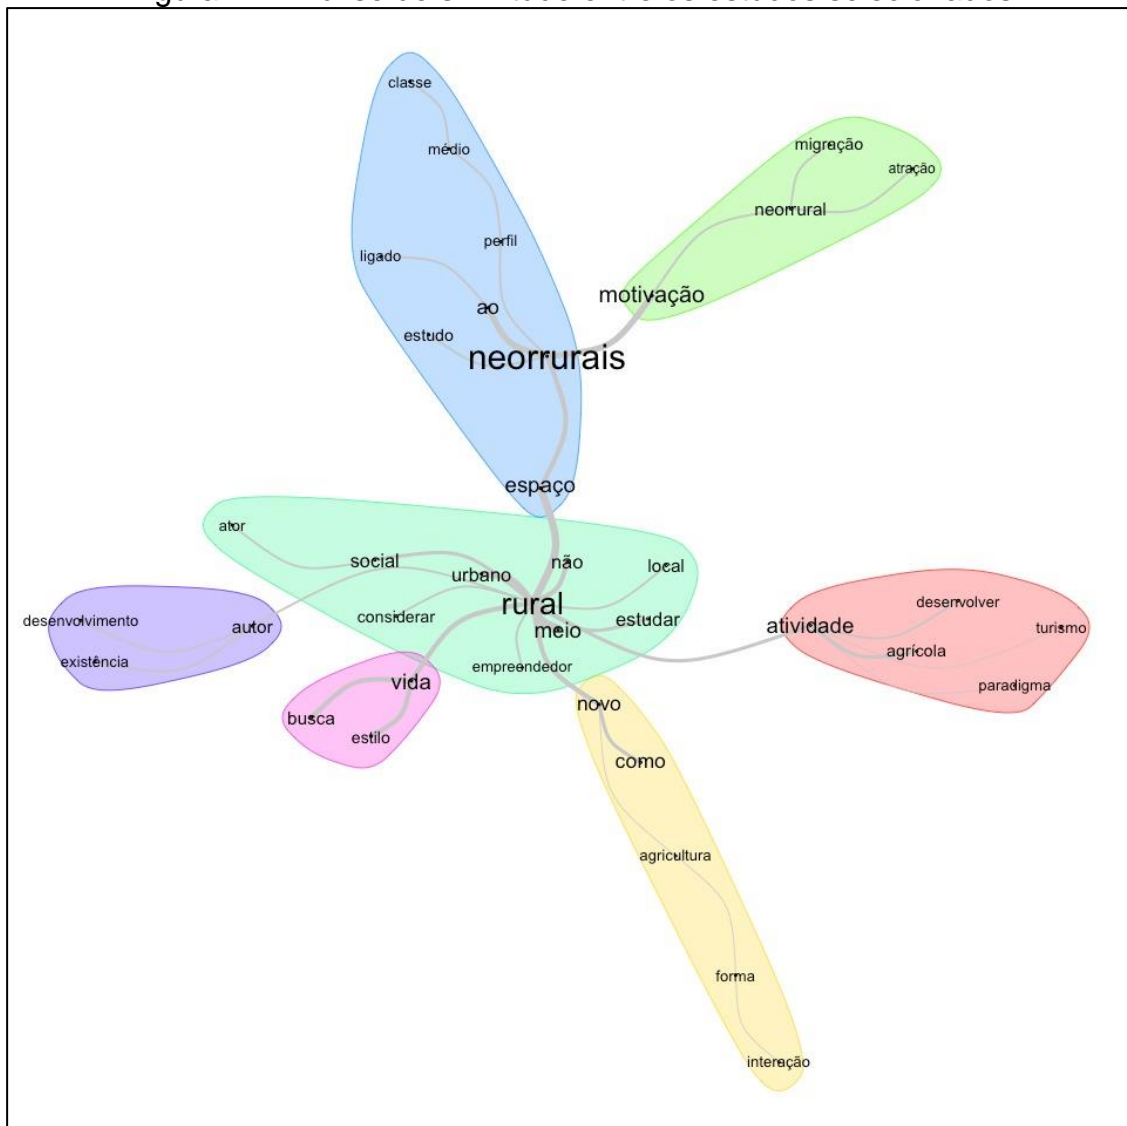 classe
migração
médio
atração
neorrural
perfil
ligado
motivação
ao
estudo
neorrurais
espaço
ator
social
não
local
urbano
rural
considerar
meio
estudar
desenvolvimento
autor
existência
empreendedor
desenvolver
atividade
turismo
agrícola
paradigma
vida
busca
estilo
novo
como
agricultura
forma
interação